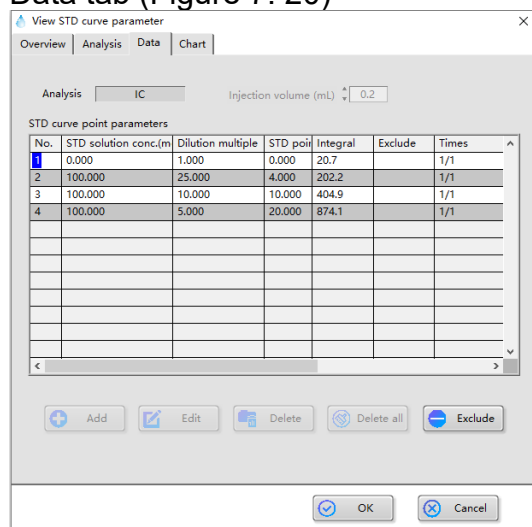 Data tab (Figure 7. 20)
View STD curve parameter
Overview Analysis Data Chart
Analysis IC Injection volume (mL) 0.2
STD curve point parameters
No. STD solution conc.(m Dilution multiple STD poin Integral Exclude Times
1 0.000 1.000 0.000 20.7 1/1
2 100.000 25.000 4.000 202.2 1/1
3 100.000 10.000 10.000 404.9 1/1
4 100.000 5.000 20.000 874.1 1/1
Add Edit Delete Delete all Exclude
OK Cancel